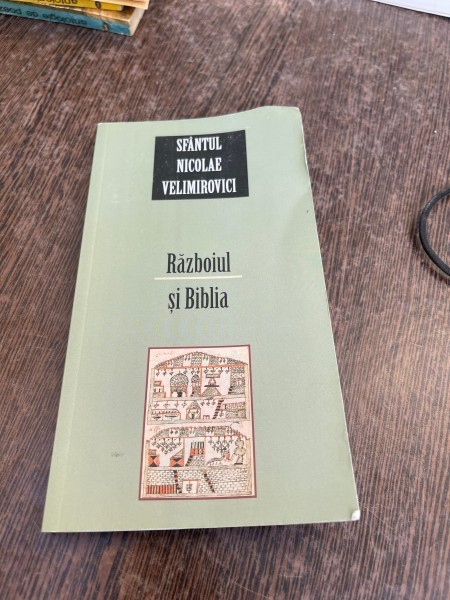 SFÂNTUL
NICOLAE
VELIMIROVICI
Războiul
și Biblia